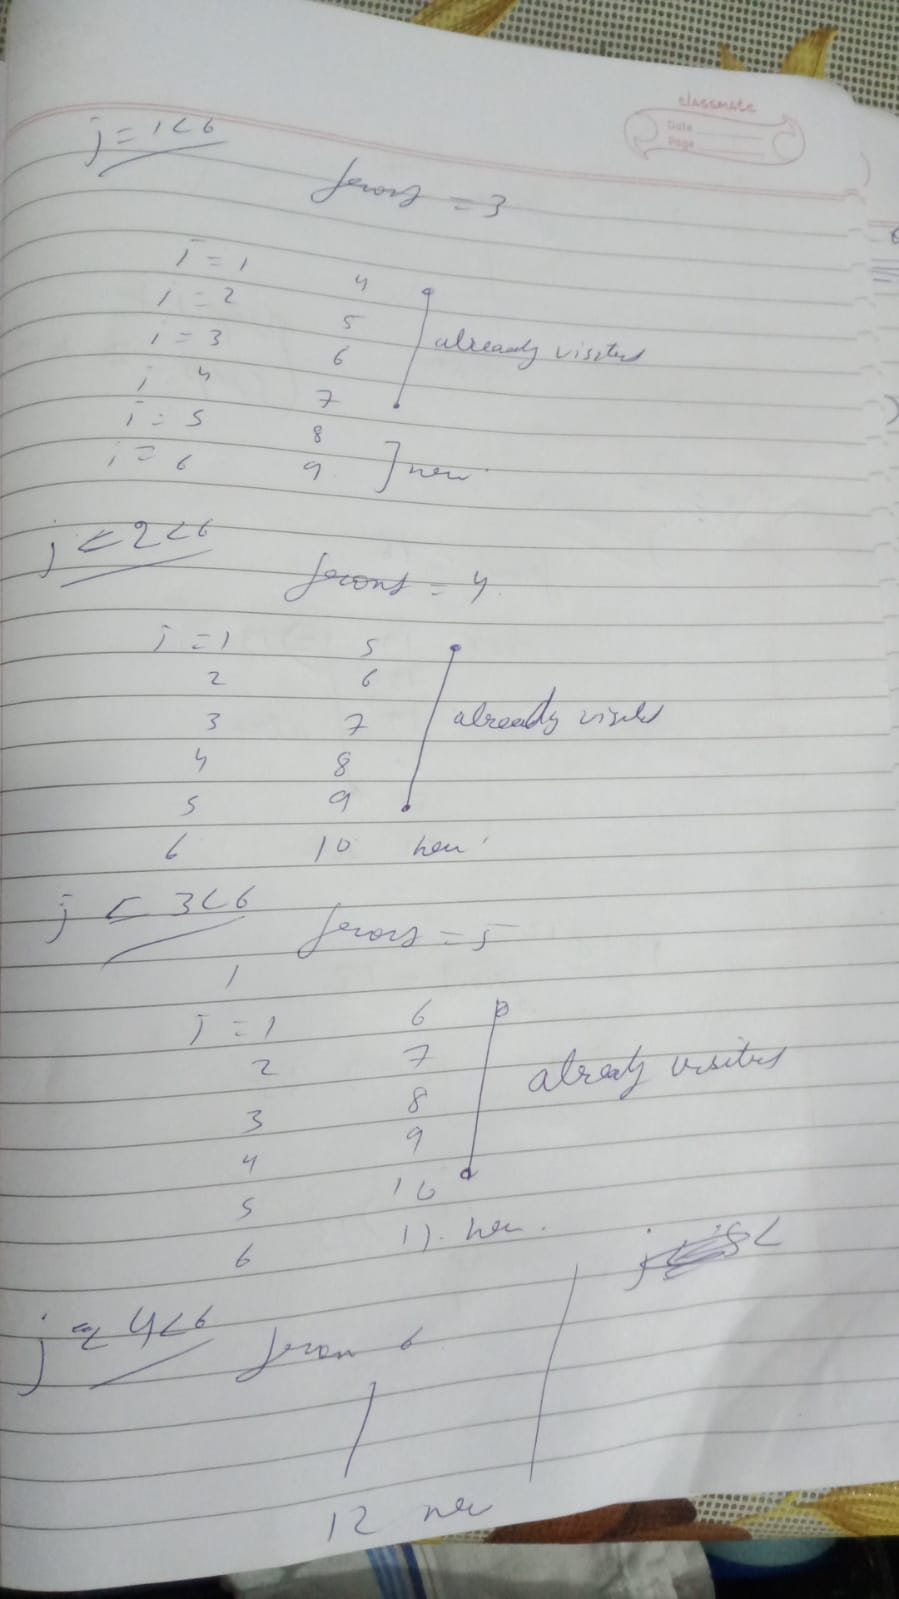 classmate
Date
Page
j = 1<6
front = 3
i = 1 4
i = 2 5
i = 3 6
already visited
i 4 7
i = 5 8
i = 6 9 ] new
j = 2<6
front = 4
i = 1 5
2 6
3 7
already visited
4 8
5 9
6 10 new
j = 3<6
front = 5
1
i = 1 6
2 7
already visited
3 8
4 9
5 10
6 11. new.
j = 4<6
6
12 new